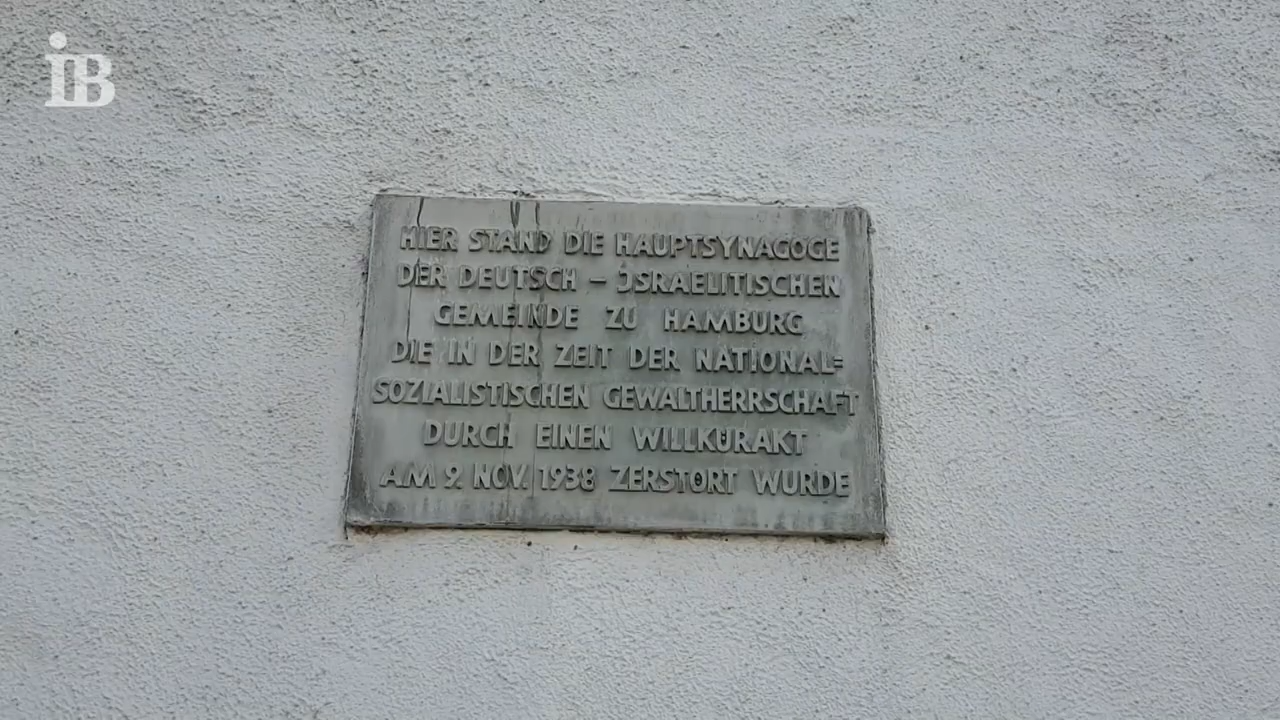 iB
HIER STAND DIE HAUPTSYNAGOGE
DER DEUTSCH – JSRAELITISCHEN
GEMEINDE ZU HAMBURG
DIE IN DER ZEIT DER NATIONAL=
SOZIALISTISCHEN GEWALTHERRSCHAFT
DURCH EINEN WILLKÜRAKT
AM 9. NOV. 1938 ZERSTÖRT WURDE